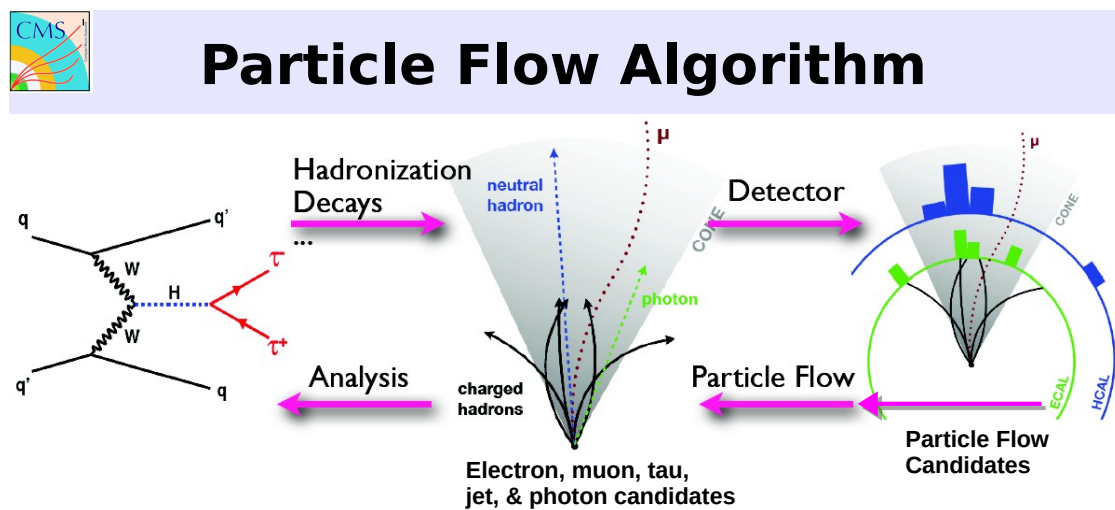 CMS
Particle Flow Algorithm
Hadronization
Decays
...
neutral
hadron
μ
CONE
photon
charged
hadrons
Detector
μ
CONE
ECAL
HCAL
q
q'
W
H
W
τ-
τ+
q'
q
Analysis
Particle Flow
Electron, muon, tau,
jet, & photon candidates
Particle Flow
Candidates